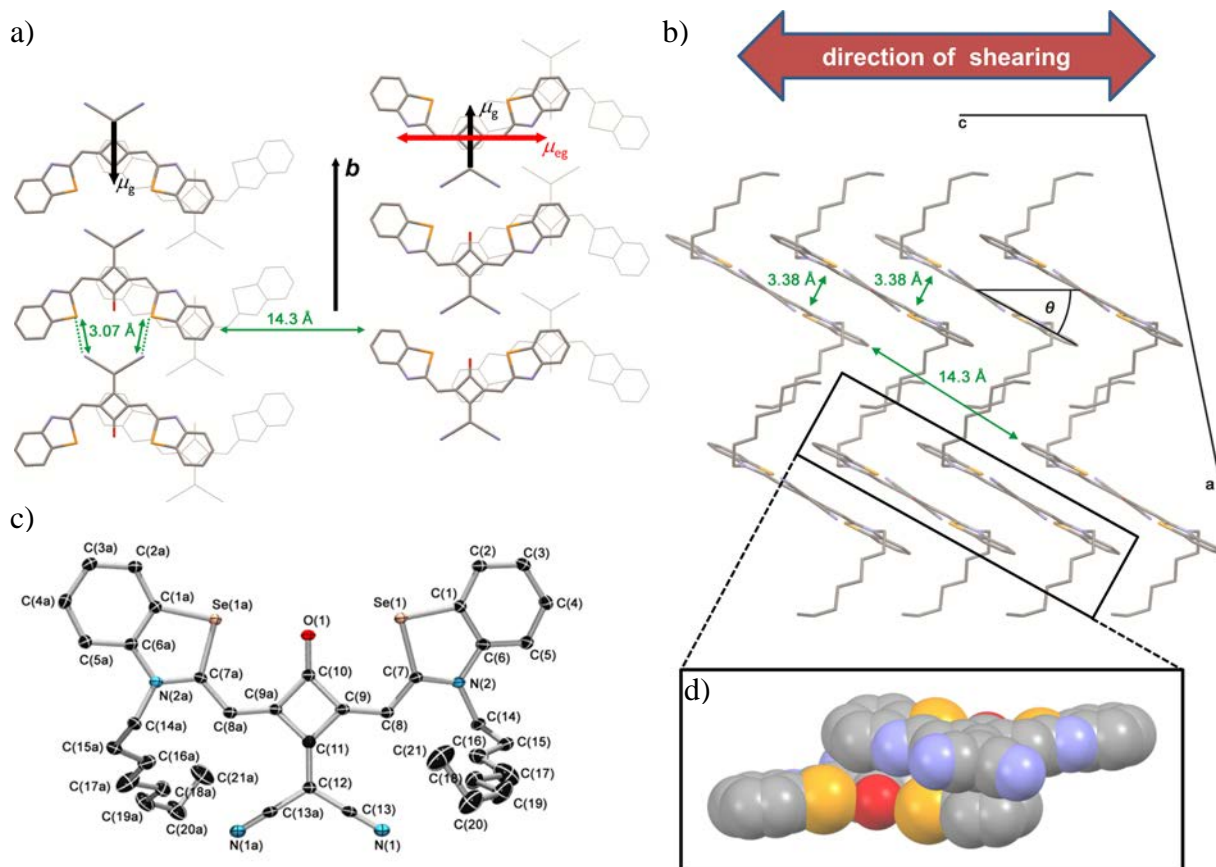 a)
μg
3.07 Å
14.3 Å
b
μg
μeg
b)
direction of shearing
c
3.38 Å
3.38 Å
θ
14.3 Å
a
c)
C(3a)
C(2a)
C(4a)
C(1a)
Se(1a)
C(6a)
C(5a)
N(2a)
C(7a)
C(14a)
C(8a)
C(9a)
O(1)
C(10)
C(9)
C(11)
C(12)
C(13a)
C(13)
N(1a)
N(1)
C(15a)
C(16a)
C(17a)
C(21a)
C(18a)
C(19a)
C(20a)
C(2)
C(3)
Se(1)
C(1)
C(4)
C(6)
C(5)
C(7)
N(2)
C(8)
C(14)
C(21)
C(16)
C(15)
C(18)
C(17)
C(19)
C(20)
d)